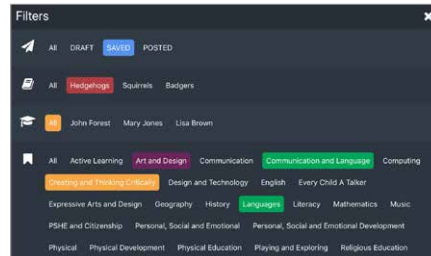 Filters
All DRAFT SAVED POSTED
All Hedgehogs Squirrels Badgers
All John Forest Mary Jones Lisa Brown
All Active Learning Art and Design Communication Communication and Language Computing
Creating and Thinking Critically Design and Technology English Every Child A Talker
Expressive Arts and Design Geography History Languages Literacy Mathematics Music
PSHE and Citizenship Personal, Social and Emotional Personal, Social and Emotional Development
Physical Physical Development Physical Education Playing and Exploring Religious Education